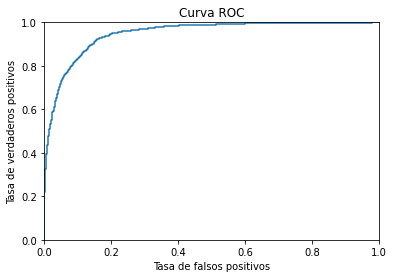 Curva ROC
Tasa de verdaderos positivos
1.0
0.8
0.6
0.4
0.2
0.0
0.0 0.2 0.4 0.6 0.8 1.0
Tasa de falsos positivos